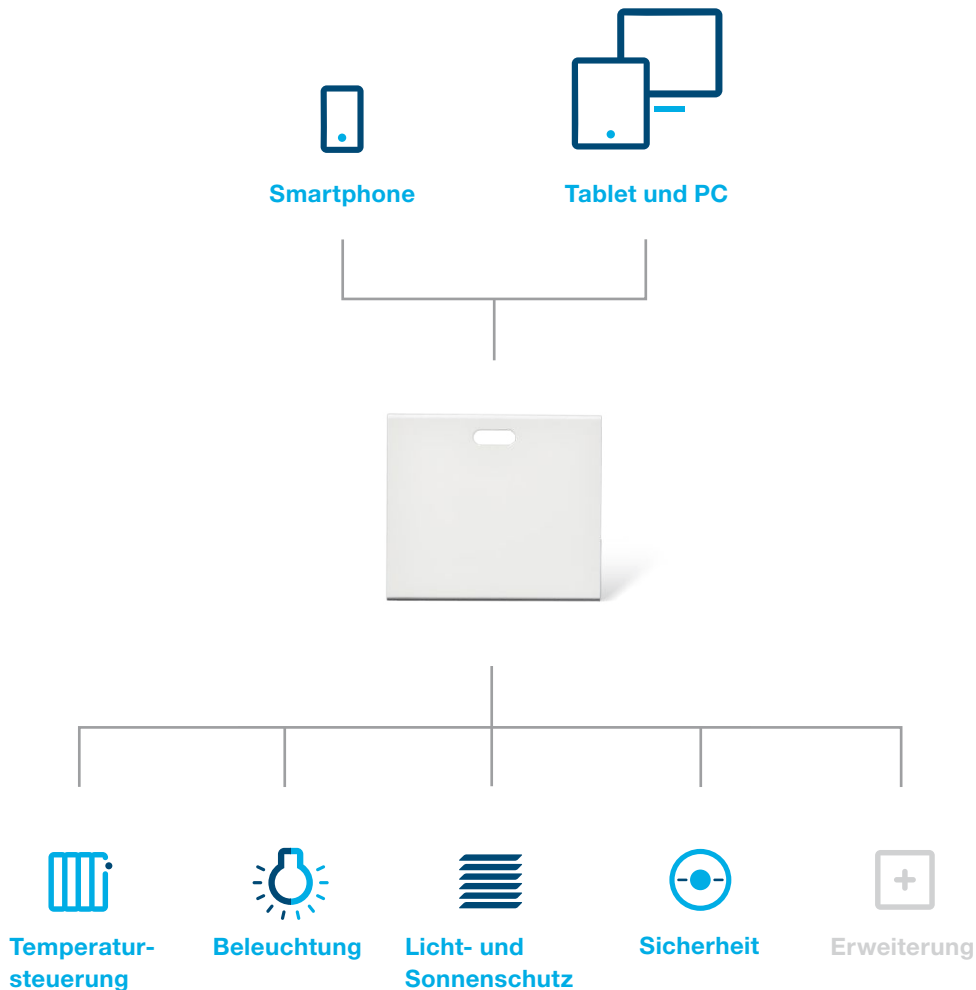 Smartphone
Tablet und PC
Temperatur-
steuerung
Beleuchtung
Licht- und
Sonnenschutz
Sicherheit
Erweiterung